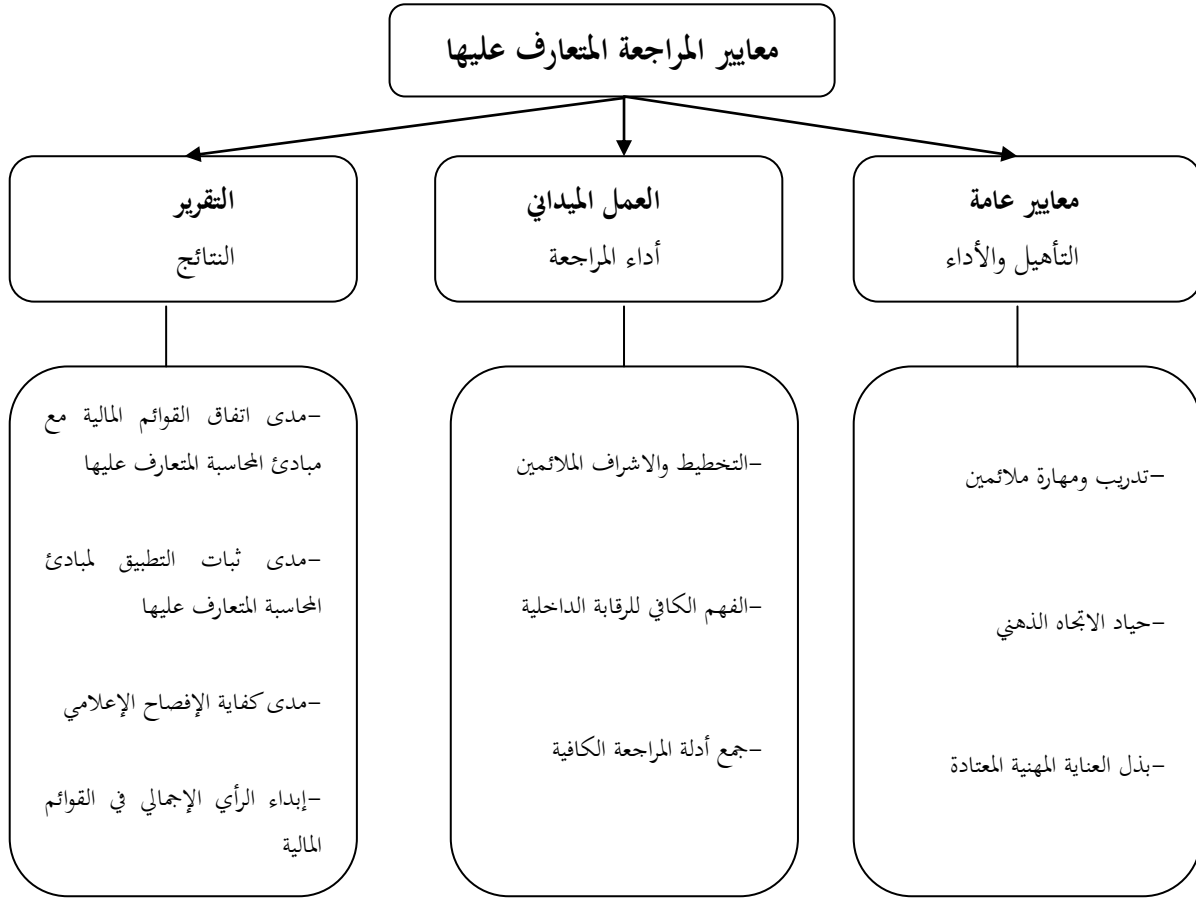 معايير المراجعة المتعارف عليها
معايير عامة
التأهيل والأداء
العمل الميداني
أداء المراجعة
التقرير
النتائج
-تدريب ومهارة ملائمين
-حياد الاتجاه الذهني
-بذل العناية المهنية المعتادة
-التخطيط والاشراف الملائمين
-الفهم الكافي للرقابة الداخلية
-جمع أدلة المراجعة الكافية
-مدى اتفاق القوائم المالية مع
مبادئ المحاسبة المتعارف عليها
-مدى ثبات التطبيق لمبادئ
المحاسبة المتعارف عليها
-مدى كفاية الإفصاح الإعلامي
-إبداء الرأي الإجمالي في القوائم
المالية